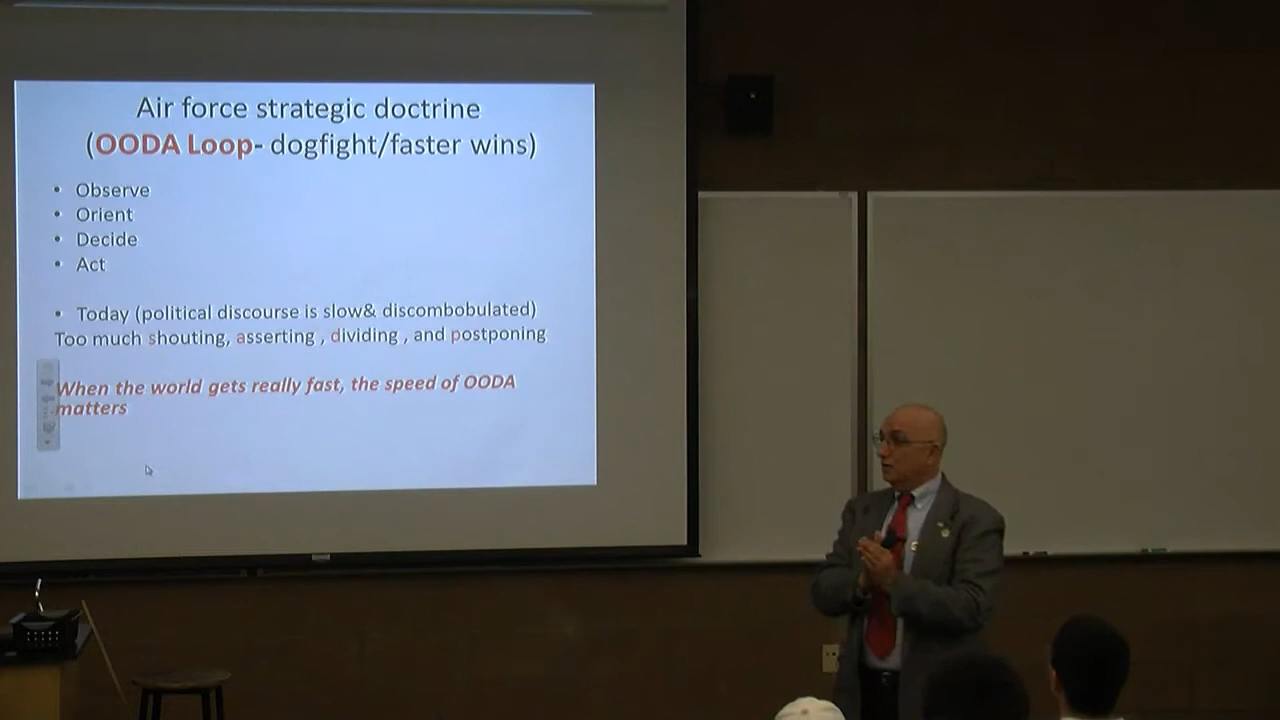 Air force strategic doctrine
(OODA Loop- dogfight/faster wins)
• Observe
• Orient
• Decide
• Act
• Today (political discourse is slow& discombobulated)
Too much shouting, asserting , dividing , and postponing
When the world gets really fast, the speed of OODA
matters